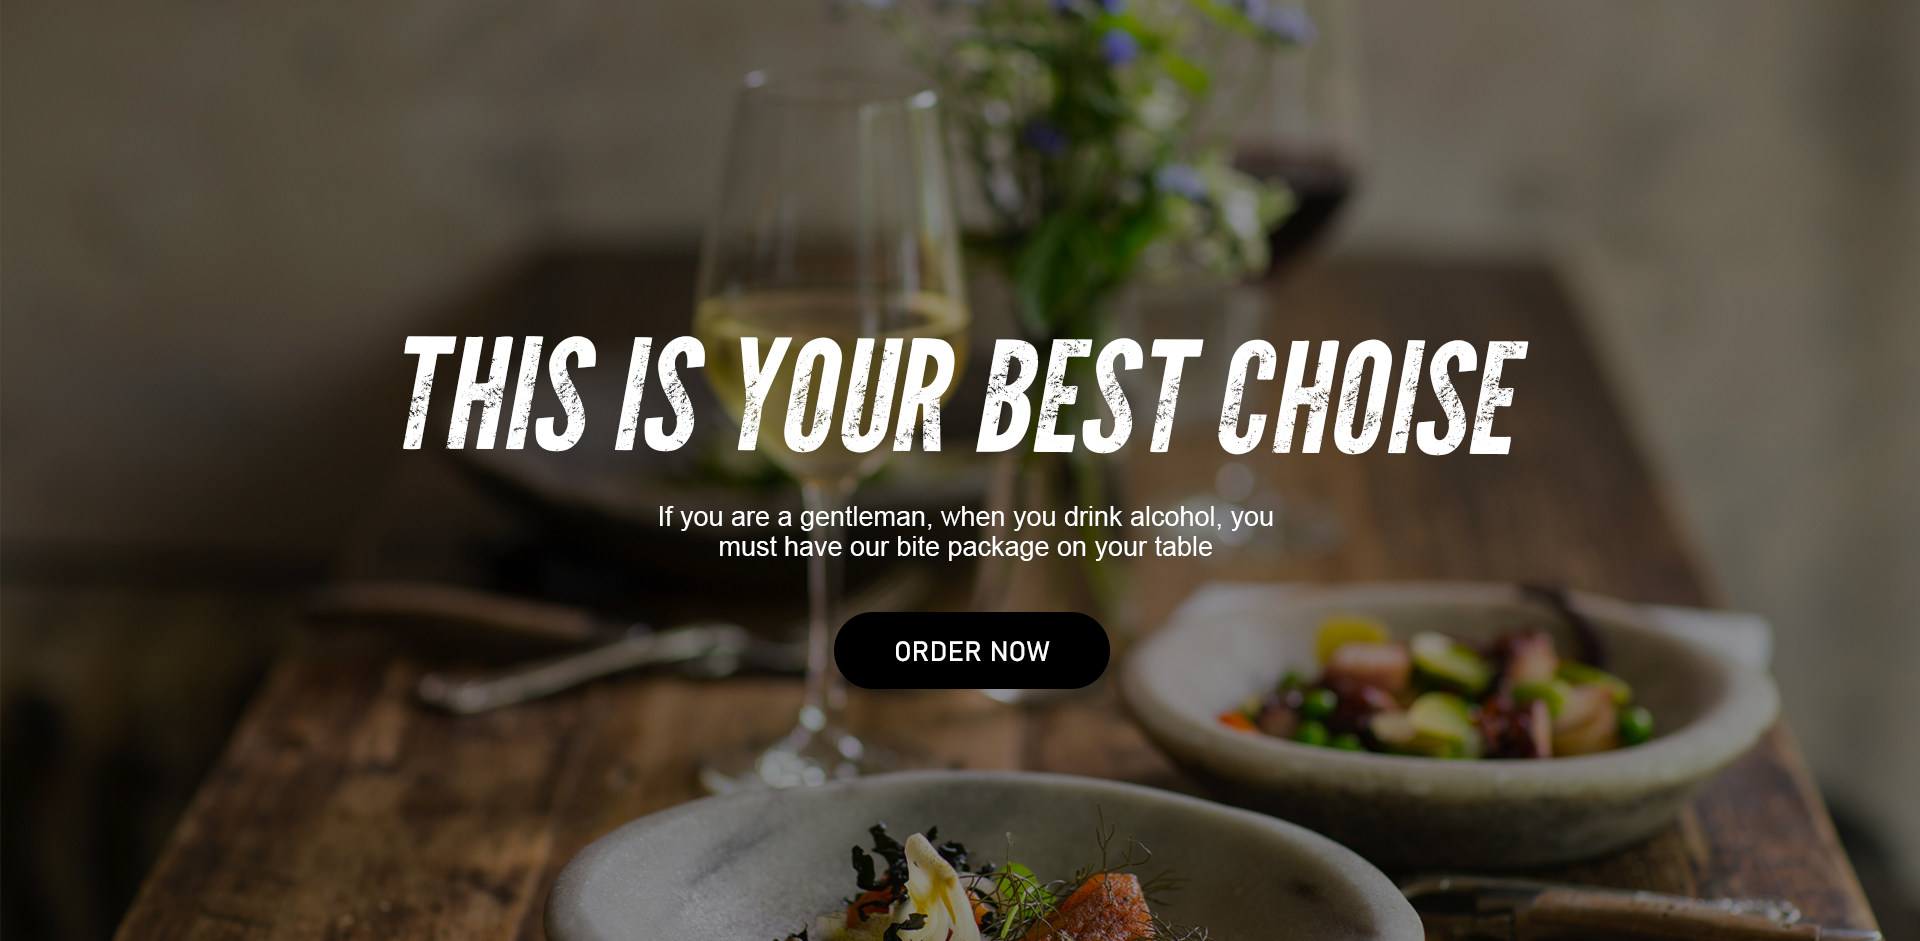 THIS IS YOUR BEST CHOISE
If you are a gentleman, when you drink alcohol, you
must have our bite package on your table
ORDER NOW